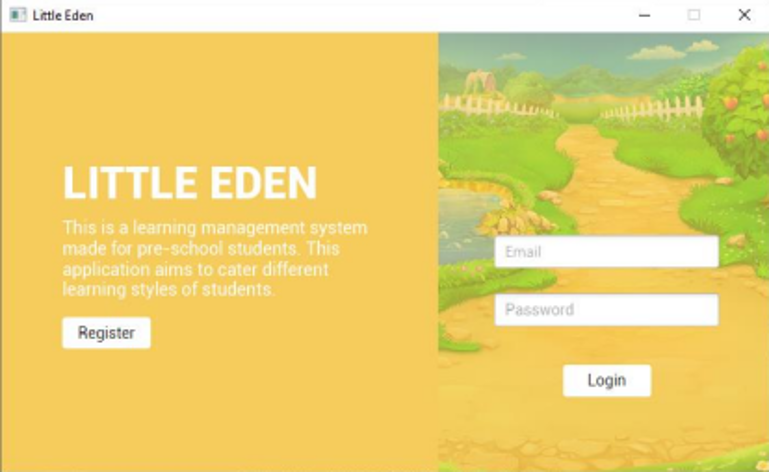 Little Eden
LITTLE EDEN
This is a learning management system
made for pre-school students. This
application aims to cater different
learning styles of students.
Register
Email
Password
Login